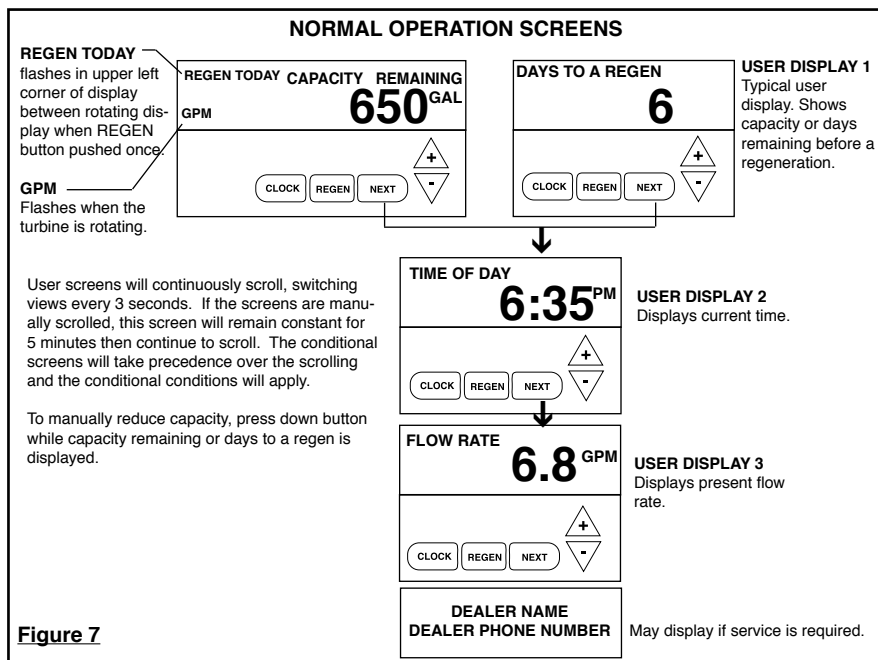 NORMAL OPERATION SCREENS
REGEN TODAY
flashes in upper left
corner of display
between rotating dis-
play when REGEN
button pushed once.
GPM
Flashes when the
turbine is rotating.
REGEN TODAY CAPACITY REMAINING
650 GAL
GPM
+
-
CLOCK REGEN NEXT
DAYS TO A REGEN
6
+
-
CLOCK REGEN NEXT
USER DISPLAY 1
Typical user
display. Shows
capacity or days
remaining before a
regeneration.
User screens will continuously scroll, switching
views every 3 seconds. If the screens are manu-
ally scrolled, this screen will remain constant for
5 minutes then continue to scroll. The conditional
screens will take precedence over the scrolling
and the conditional conditions will apply.
To manually reduce capacity, press down button
while capacity remaining or days to a regen is
displayed.
TIME OF DAY
6:35 PM
+
-
CLOCK REGEN NEXT
USER DISPLAY 2
Displays current time.
FLOW RATE
6.8 GPM
+
-
CLOCK REGEN NEXT
USER DISPLAY 3
Displays present flow
rate.
DEALER NAME
DEALER PHONE NUMBER
May display if service is required.
Figure 7